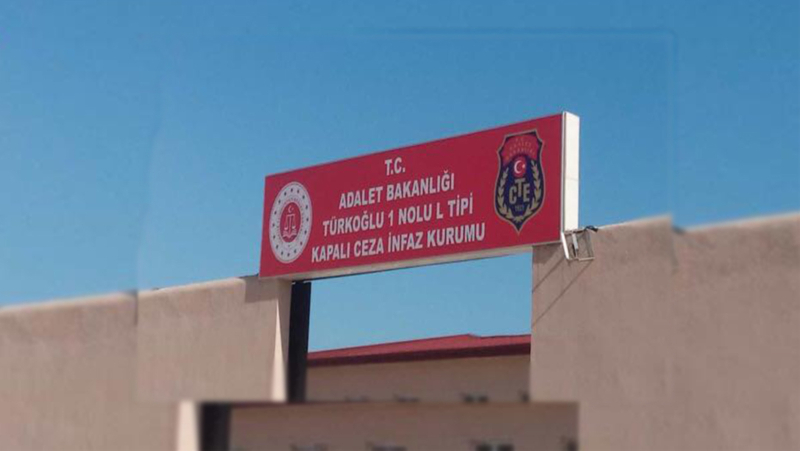 T.C.
ADALET BAKANLIĞI
TÜRKOĞLU 1 NOLU L TİPİ
KAPALI CEZA İNFAZ KURUMU
CTE